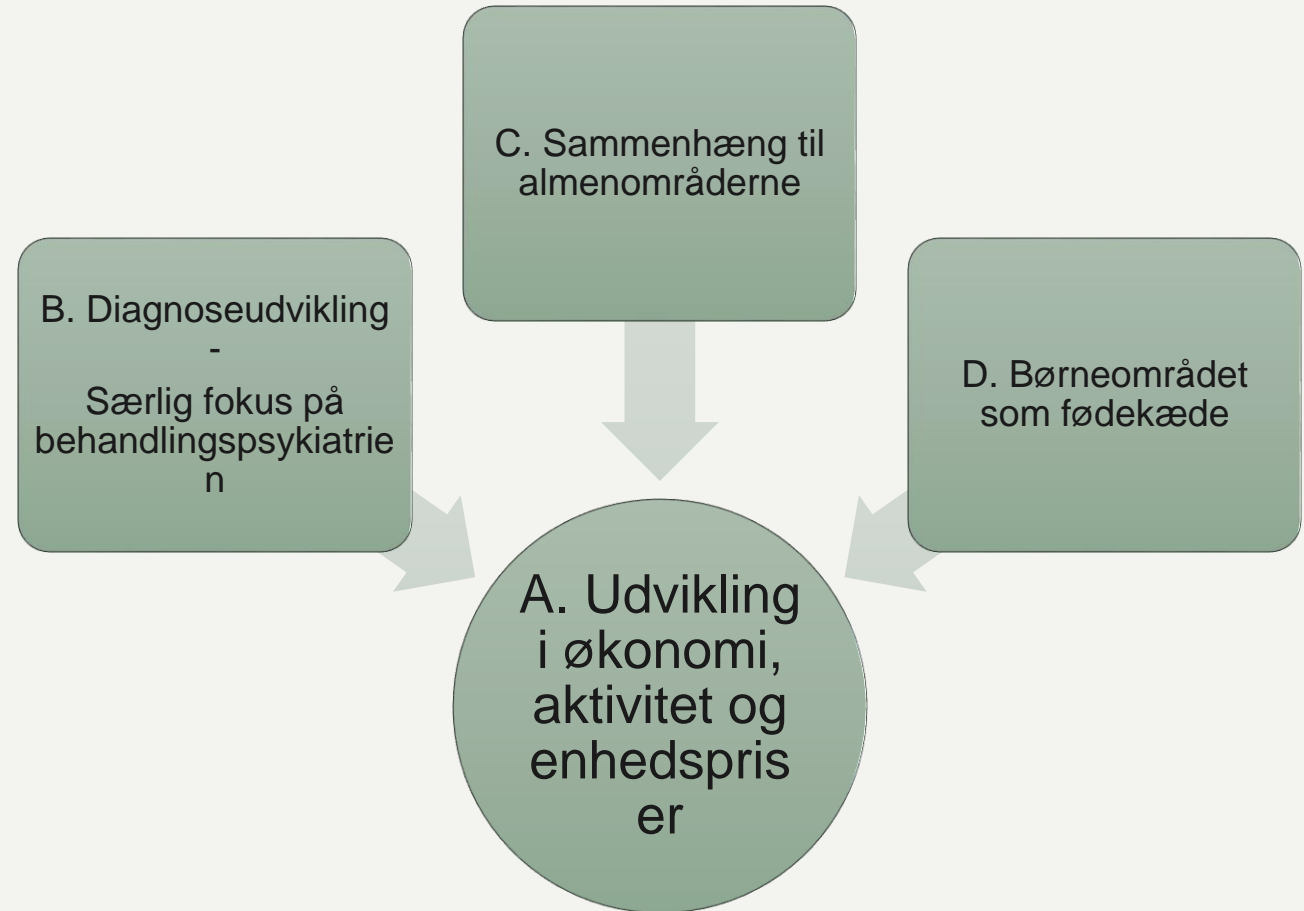 C. Sammenhæng til
almenområderne
B. Diagnoseudvikling
-
Særlig fokus på
behandlingspsykiatrie
n
D. Børneområdet
som fødekæde
A. Udvikling
i økonomi,
aktivitet og
enhedspris
er